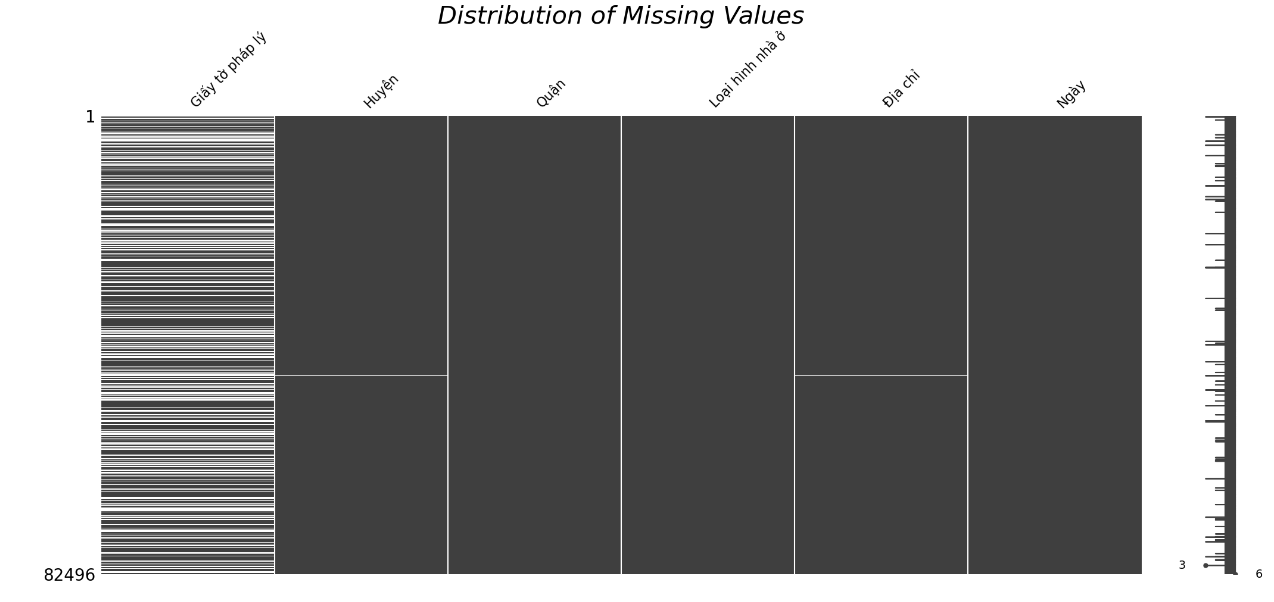 Distribution of Missing Values
Giấy tờ pháp lý
Huyện
Quận
Loại hình nhà ở
Địa chỉ
Ngày
1
82496
3
6